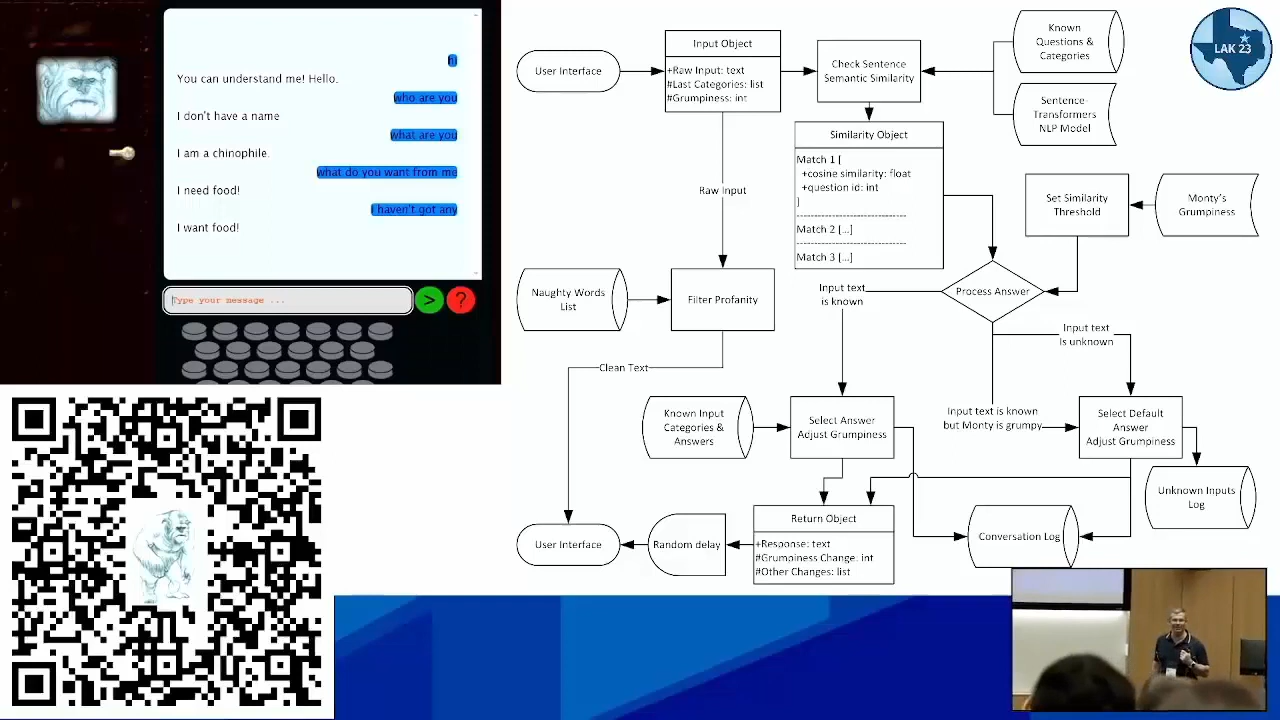 hi
You can understand me! Hello.
who are you
I don't have a name
what are you
I am a chinophile.
what do you want from me
I need food!
I haven't got any
I want food!
Type your message ...
>
?
User Interface
Input Object
+Raw Input: text
#Last Categories: list
#Grumpiness: int
Check Sentence
Semantic Similarity
Known
Questions &
Categories
Sentence-
Transformers
NLP Model
LAK 23
Similarity Object
Match 1 [
+cosine similarity: float
+question id: int
]
Match 2 [...]
Match 3 [...]
Raw Input
Set Similarity
Threshold
Monty's
Grumpiness
Naughty Words
List
Filter Profanity
Input text
is known
Process Answer
Input text
is unknown
Clean Text
Known Input
Categories &
Answers
Select Answer
Adjust Grumpiness
Input text is known
but Monty is grumpy
Select Default
Answer
Adjust Grumpiness
Unknown Inputs
Log
User Interface
Random delay
Return Object
+Response: text
#Grumpiness Change: int
#Other Changes: list
Conversation Log